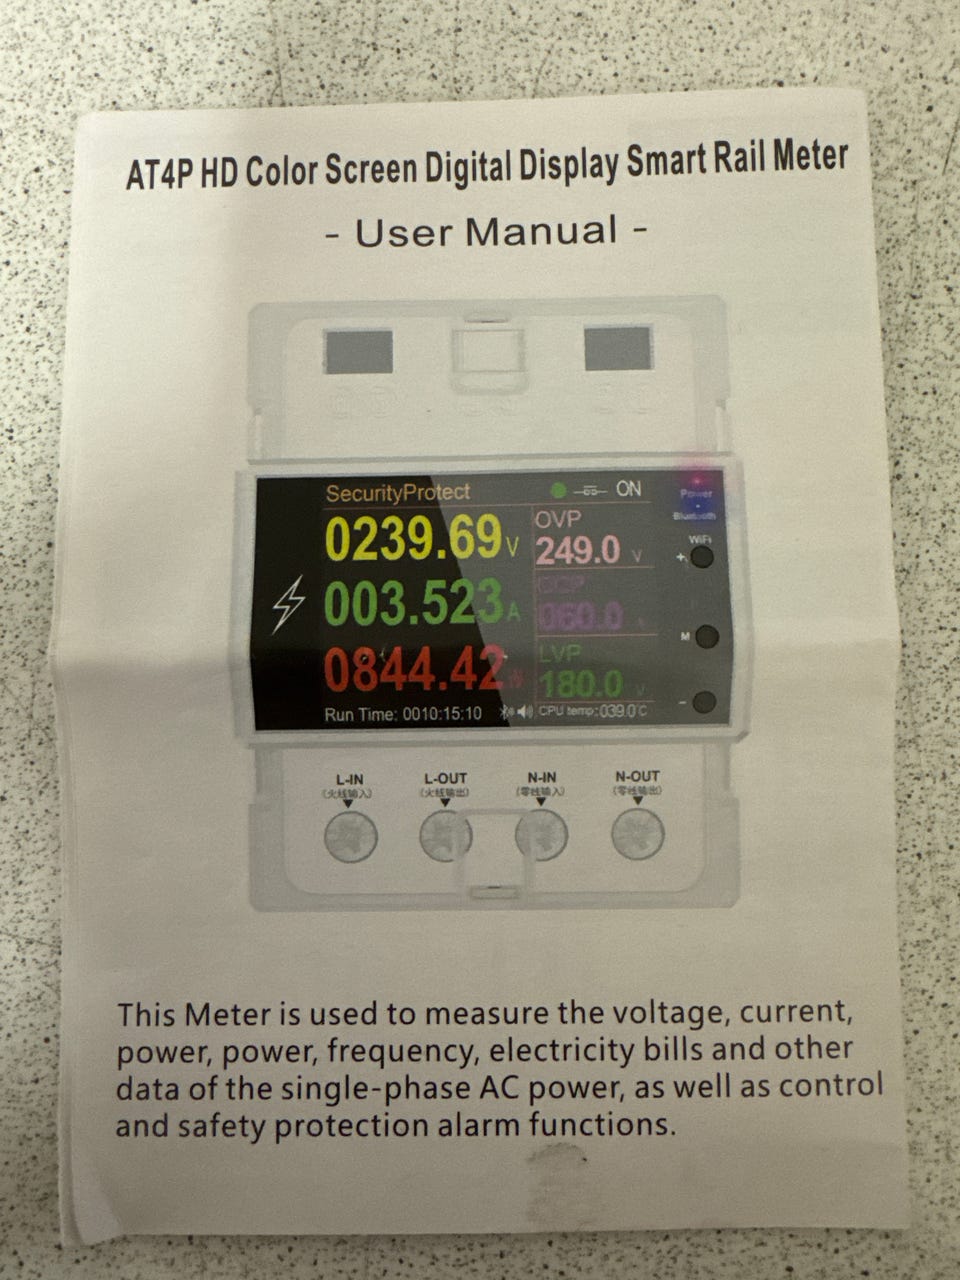 AT4P HD Color Screen Digital Display Smart Rail Meter
- User Manual -
SecurityProtect
ON
Power
Bluetooth
0239.69 V
OVP
249.0 V
WiFi
+
003.523 A
OCP
060.0
M
0844.42 W
LVP
180.0 V
-
Run Time: 0010:15:10
CPU temp:039.0℃
L-IN
L-OUT
N-IN
N-OUT
(火线输入)
(火线输出)
(零线输入)
(零线输出)
This Meter is used to measure the voltage, current,
power, power, frequency, electricity bills and other
data of the single-phase AC power, as well as control
and safety protection alarm functions.